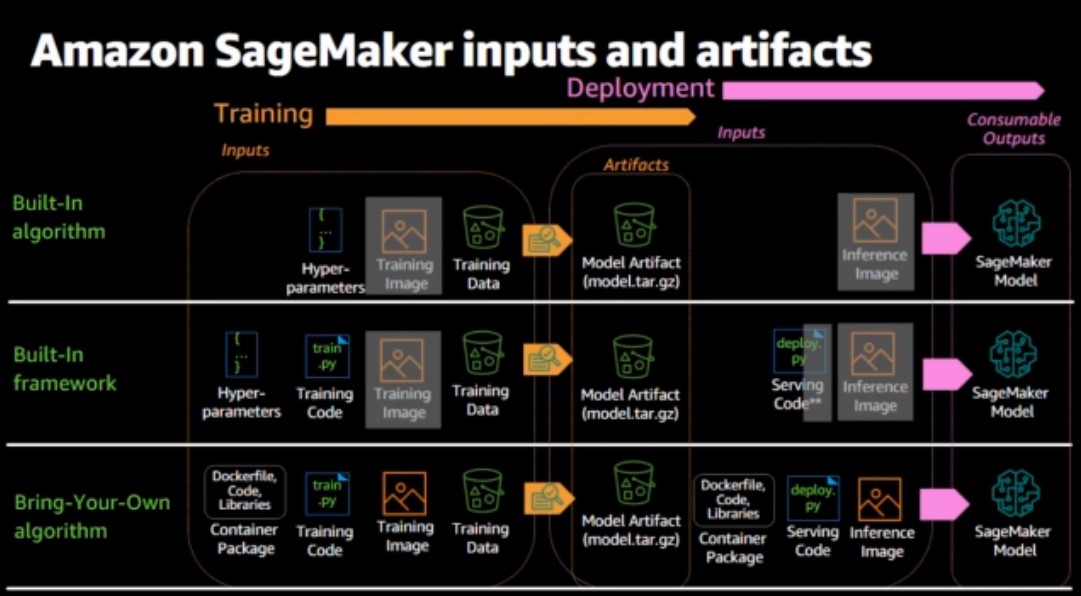 Amazon SageMaker inputs and artifacts
Deployment
Training
Inputs
Inputs
Consumable
Outputs
Artifacts
Built-In
algorithm
{
...
}
Hyper-
parameters
Training
Image
Training
Data
Model Artifact
(model.tar.gz)
Inference
Image
SageMaker
Model
Built-In
framework
{
...
}
Hyper-
parameters
train
.py
Training
Code
Training
Image
Training
Data
Model Artifact
(model.tar.gz)
deploy.
py
Serving
Code**
Inference
Image
SageMaker
Model
Bring-Your-Own
algorithm
Dockerfile,
Code,
Libraries
Container
Package
train
.py
Training
Code
Training
Image
Training
Data
Model Artifact
(model.tar.gz)
Dockerfile,
Code,
Libraries
Container
Package
deploy.
py
Serving
Code
Inference
Image
SageMaker
Model